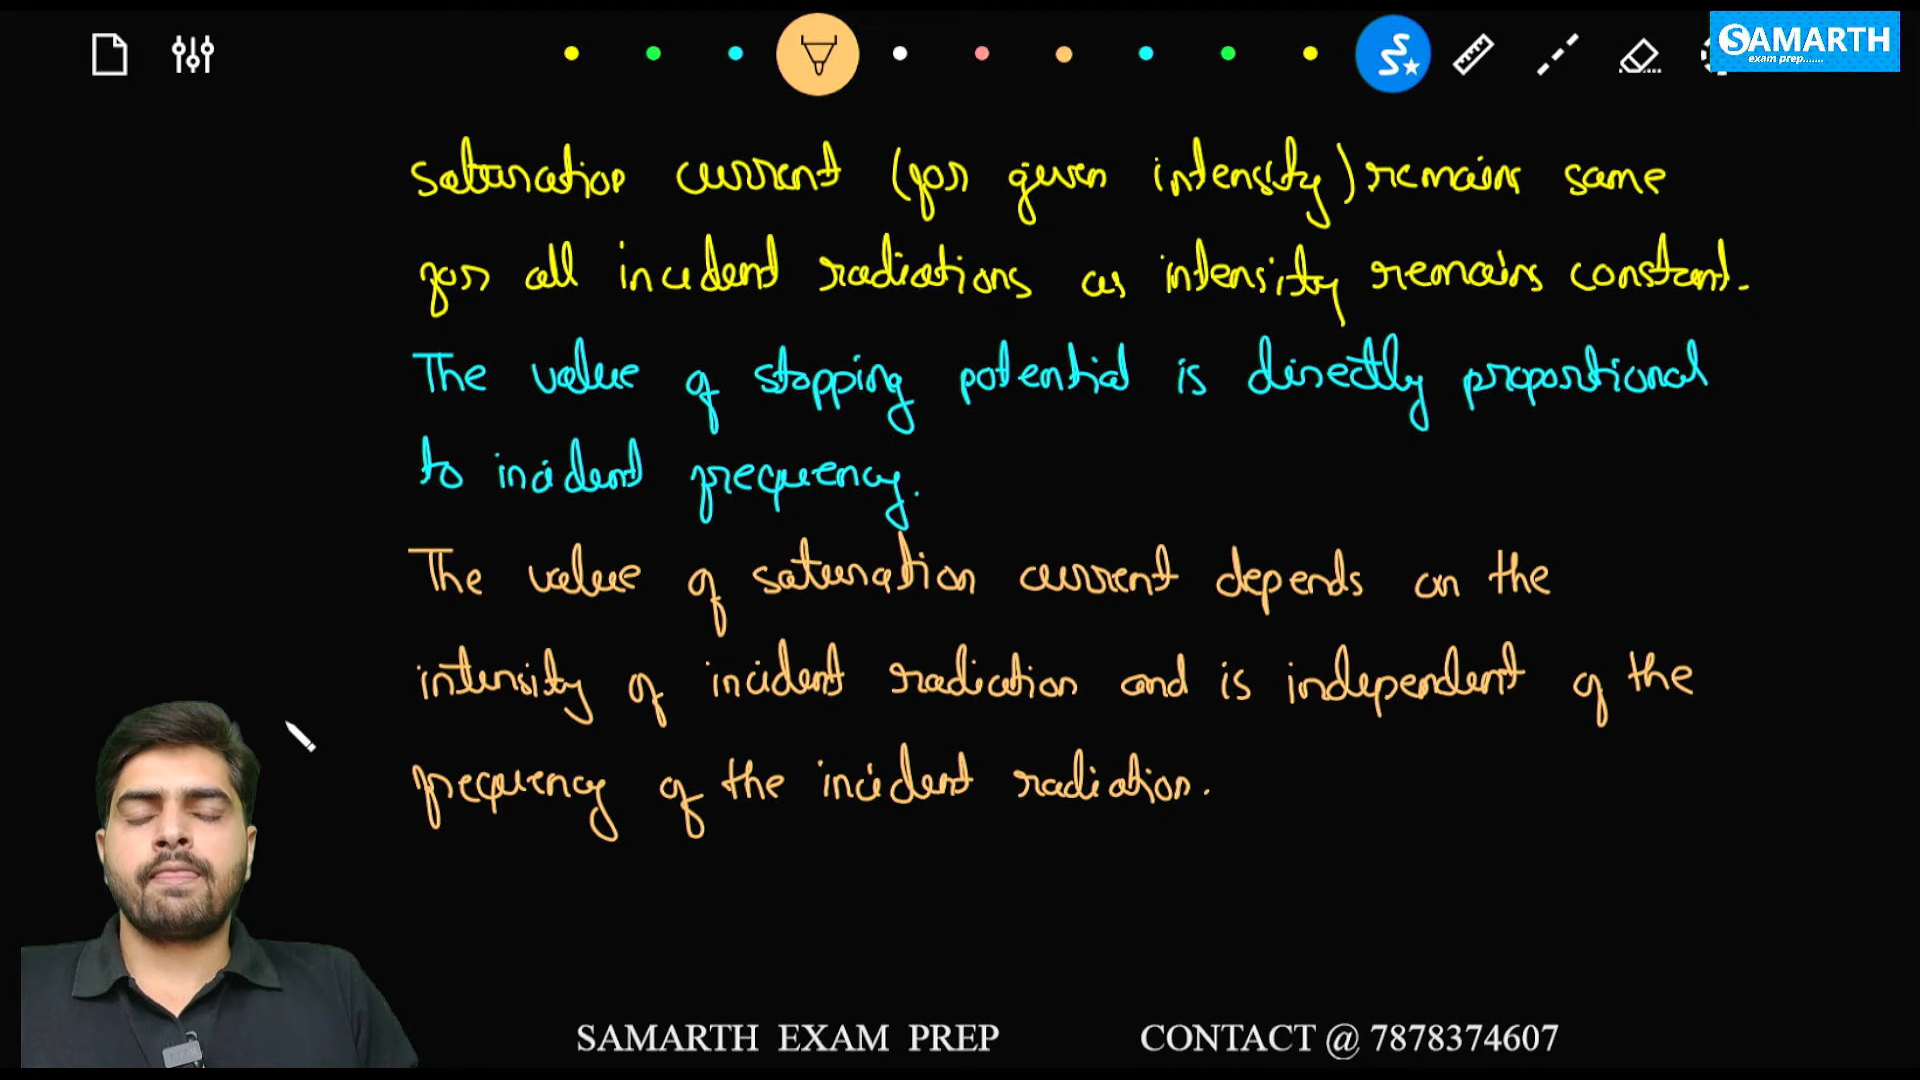 SAMARTH
exam prep.......
saturation current (for given intensity) remains same
for all incident radiations as intensity remains constant.
The value of stopping potential is directly proportional
to incident frequency.
The value of saturation current depends on the
intensity of incident radiation and is independent of the
frequency of the incident radiation.
SAMARTH EXAM PREP CONTACT @ 7878374607